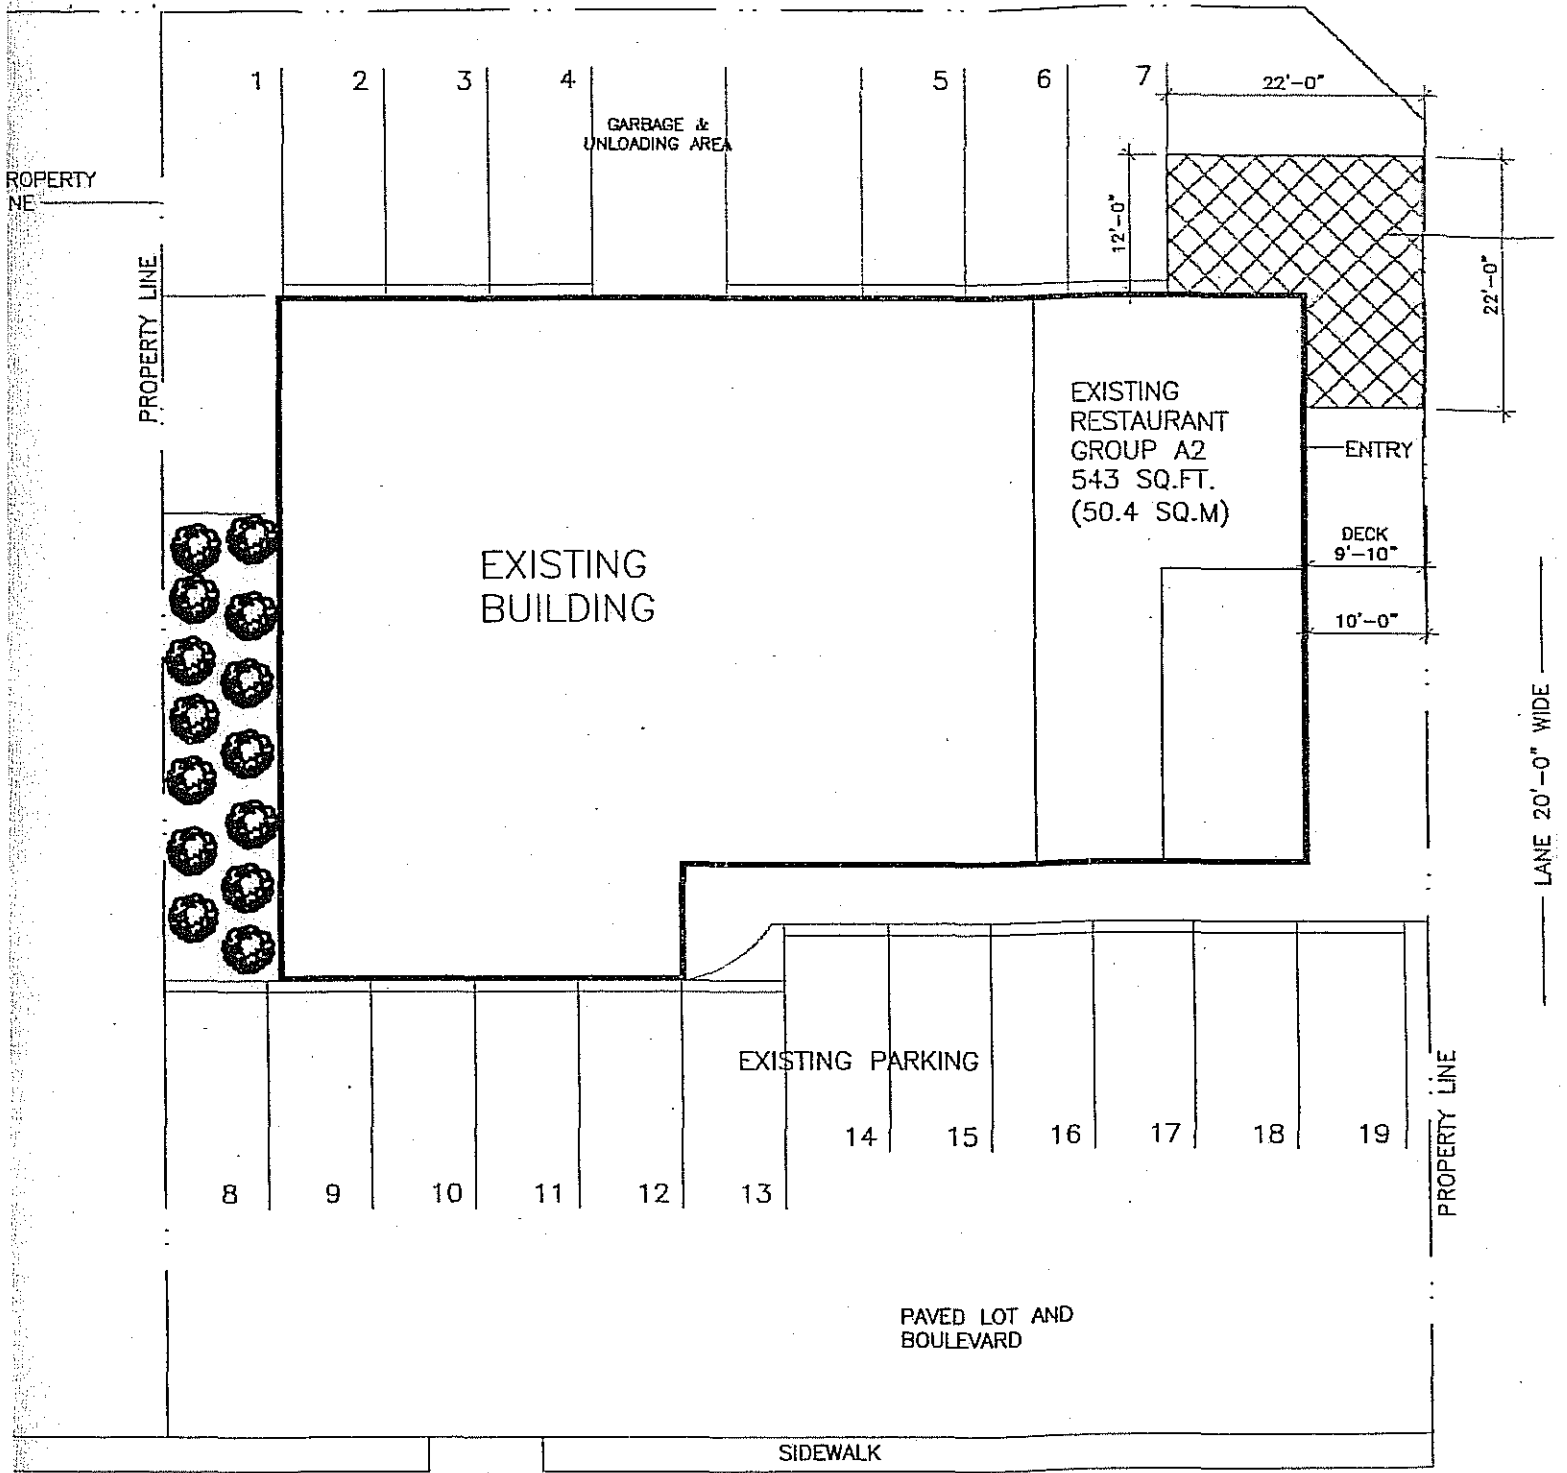 1 2 3 4 5 6 7
22'-0"
GARBAGE &
UNLOADING AREA
ROPERTY
NE
12'-0"
22'-0"
PROPERTY LINE
EXISTING
RESTAURANT
GROUP A2
543 SQ.FT.
(50.4 SQ.M)
ENTRY
DECK
9'-10"
10'-0"
EXISTING
BUILDING
LANE 20'-0" WIDE
EXISTING PARKING
14 15 16 17 18 19
8 9 10 11 12 13
PROPERTY LINE
PAVED LOT AND
BOULEVARD
SIDEWALK